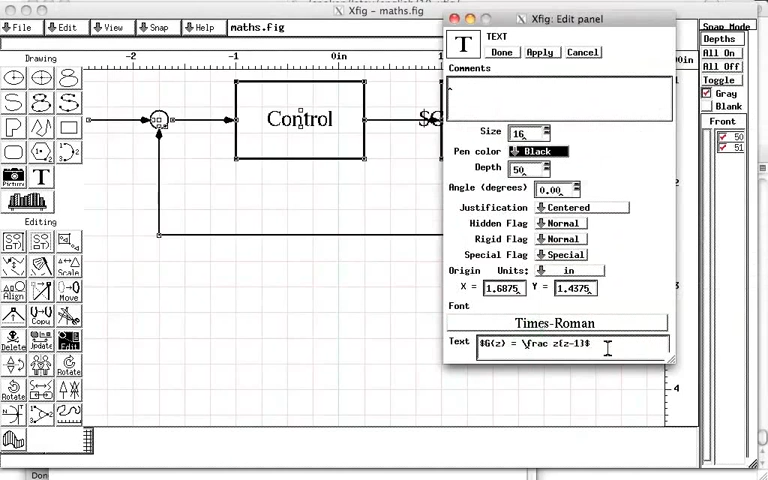 Xfig - maths.fig
File
Edit
View
Snap
Help
maths.fig
Snap Mode
Drawing
-2
-1
0in
Control
Picture
T
Editing
Scale
Align
Move
Copy
Delete
Update
Edit
Rotate
Rotate
Don
Xfig: Edit panel
T
TEXT
Done
Apply
Cancel
Comments
Size
16
Pen color
Black
Depth
50
Angle (degrees)
0.00
Justification
Centered
Hidden Flag
Normal
Rigid Flag
Normal
Special Flag
Special
Origin Units:
in
X = 1.6875 Y = 1.4375
Font
Times-Roman
Text
$G(z) = \frac z{z-1}$
Depths
All On
All Off
Toggle
Gray
Blank
Front
50
51
4